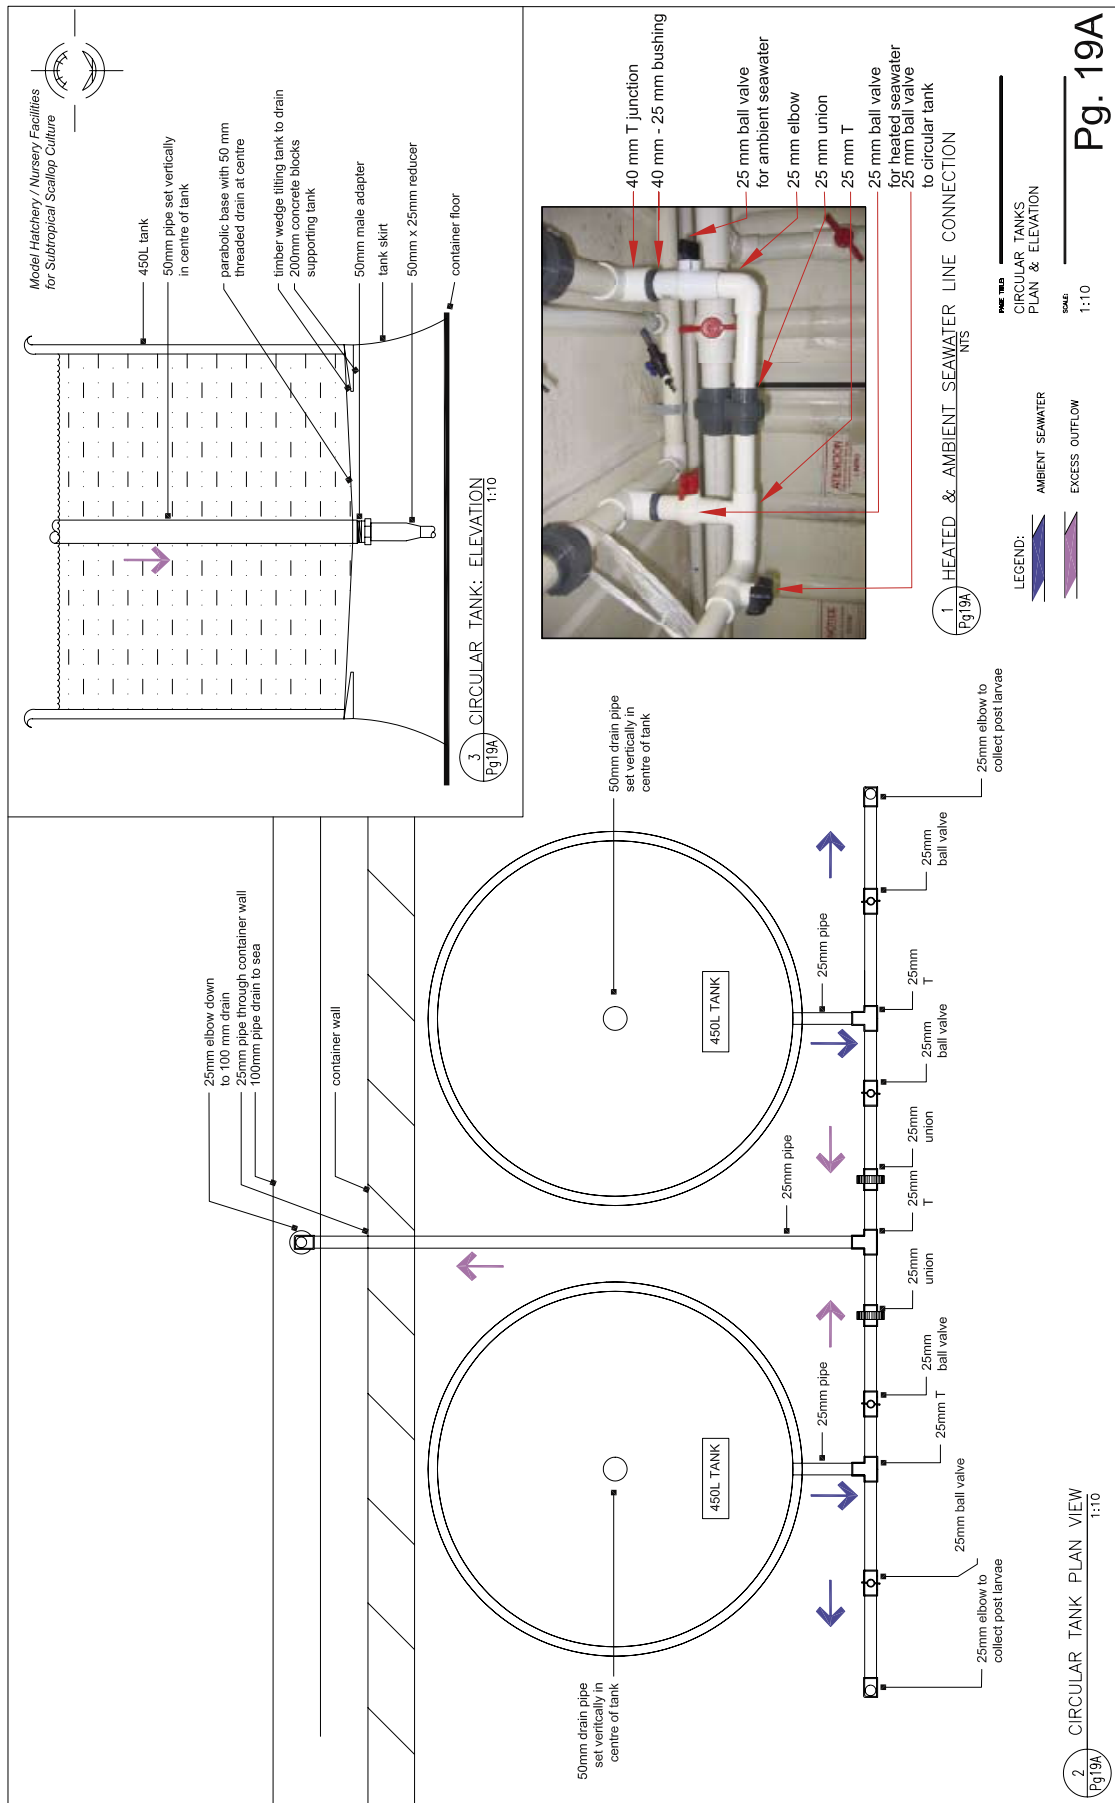 Model Hatchery / Nursery Facilities
for Subtropical Scallop Culture
450L tank
50mm pipe set vertically
in centre of tank
parabolic base with 50 mm
threaded drain at centre
timber wedge tilting tank to drain
200mm concrete blocks
supporting tank
50mm male adapter
tank skirt
50mm x 25mm reducer
container floor
3
Pg19A
CIRCULAR TANK: ELEVATION
1:10
40 mm T junction
40 mm - 25 mm bushing
25 mm ball valve
for ambient seawater
25 mm elbow
25 mm union
25 mm T
25 mm ball valve
for heated seawater
25 mm ball valve
to circular tank
ATENCION
NOTICE
1
Pg19A
HEATED & AMBIENT SEAWATER LINE CONNECTION
NTS
LEGEND:
AMBIENT SEAWATER
EXCESS OUTFLOW
PAGE TITLE:
CIRCULAR TANKS
PLAN & ELEVATION
SCALE:
1:10
Pg. 19A
25mm elbow down
to 100 mm drain
25mm pipe through container wall
100mm pipe drain to sea
container wall
50mm drain pipe
set vertically in
centre of tank
450L TANK
25mm pipe
25mm pipe
25mm elbow to
collect post larvae
25mm
ball valve
25mm
T
25mm
ball valve
25mm
union
25mm
T
25mm
union
25mm
ball valve
25mm T
25mm pipe
450L TANK
50mm drain pipe
set veritcally in
centre of tank
25mm ball valve
25mm elbow to
collect post larvae
2
Pg19A
CIRCULAR TANK PLAN VIEW
1:10